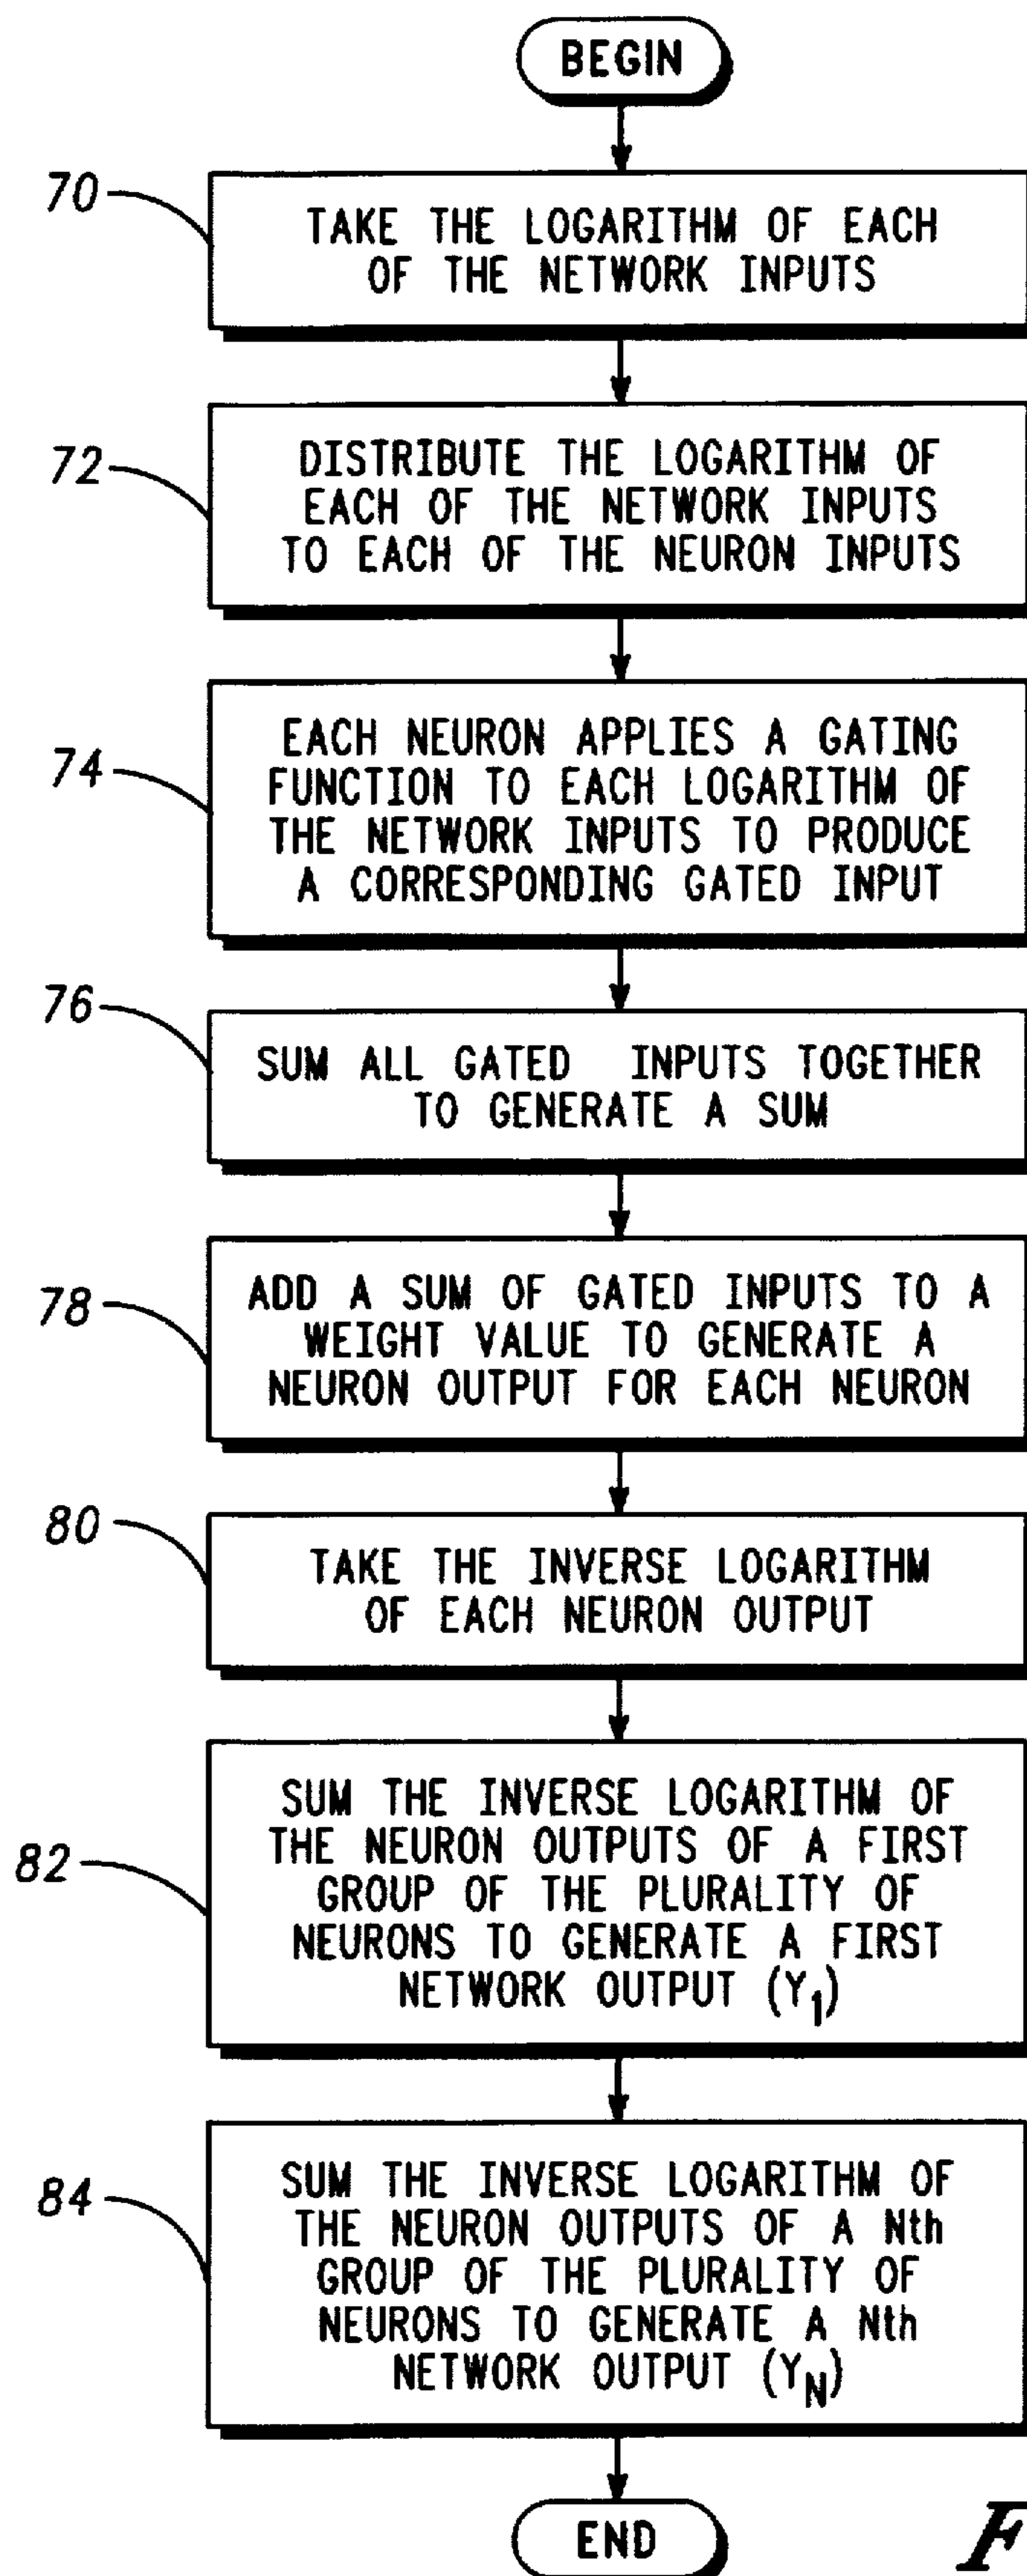 BEGIN
70
TAKE THE LOGARITHM OF EACH
OF THE NETWORK INPUTS
72
DISTRIBUTE THE LOGARITHM OF
EACH OF THE NETWORK INPUTS
TO EACH OF THE NEURON INPUTS
74
EACH NEURON APPLIES A GATING
FUNCTION TO EACH LOGARITHM OF
THE NETWORK INPUTS TO PRODUCE
A CORRESPONDING GATED INPUT
76
SUM ALL GATED INPUTS TOGETHER
TO GENERATE A SUM
78
ADD A SUM OF GATED INPUTS TO A
WEIGHT VALUE TO GENERATE A
NEURON OUTPUT FOR EACH NEURON
80
TAKE THE INVERSE LOGARITHM
OF EACH NEURON OUTPUT
82
SUM THE INVERSE LOGARITHM OF
THE NEURON OUTPUTS OF A FIRST
GROUP OF THE PLURALITY OF
NEURONS TO GENERATE A FIRST
NETWORK OUTPUT (Y₁)
84
SUM THE INVERSE LOGARITHM OF
THE NEURON OUTPUTS OF A Nth
GROUP OF THE PLURALITY OF
NEURONS TO GENERATE A Nth
NETWORK OUTPUT (Y_N)
END
F